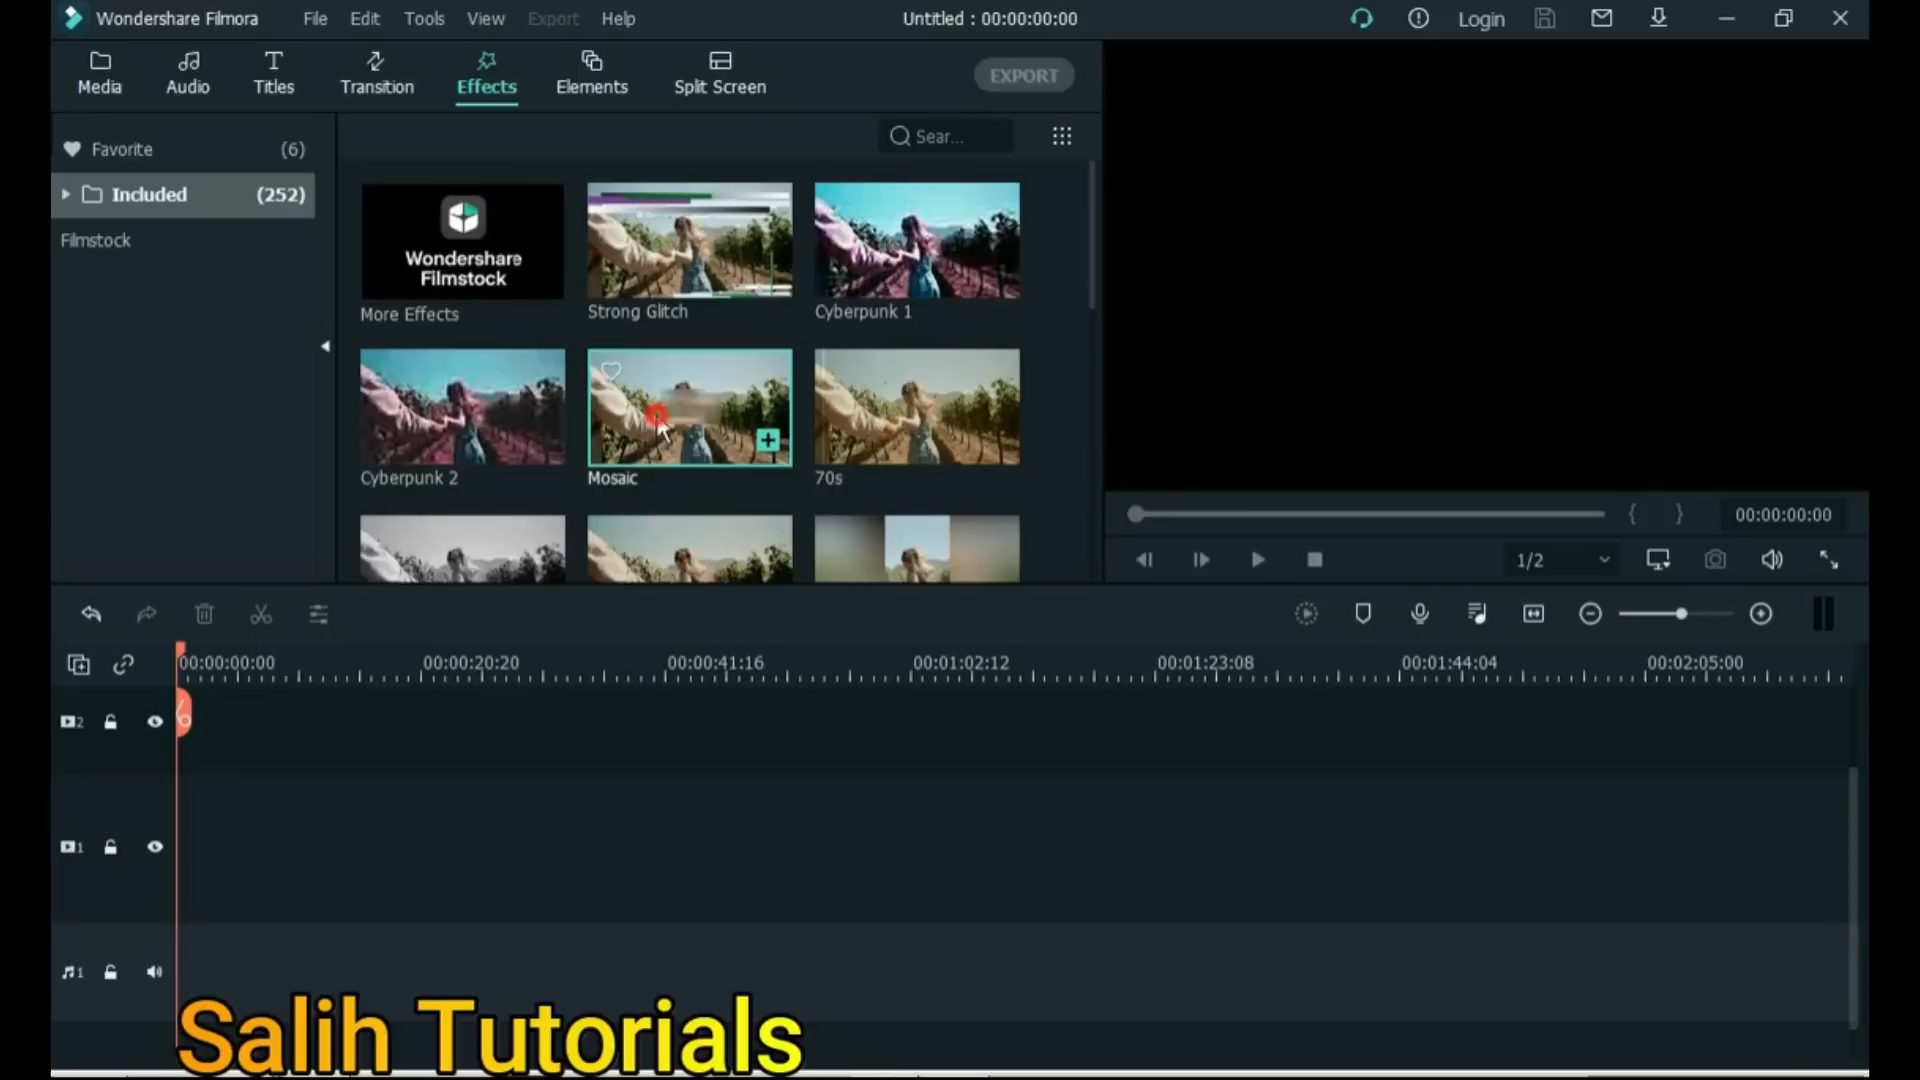 Wondershare Filmora File Edit Tools View Export Help Untitled : 00:00:00:00 Login
Media Audio Titles Transition Effects Elements Split Screen EXPORT
Favorite (6)
Included (252)
Filmstock
Sear...
Wondershare
Filmstock
More Effects Strong Glitch Cyberpunk 1
Cyberpunk 2 Mosaic 70s
{ } 00:00:00:00
1/2
00:00:00:00 00:00:20:20 00:00:41:16 00:01:02:12 00:01:23:08 00:01:44:04 00:02:05:00
2
1
1
Salih Tutorials